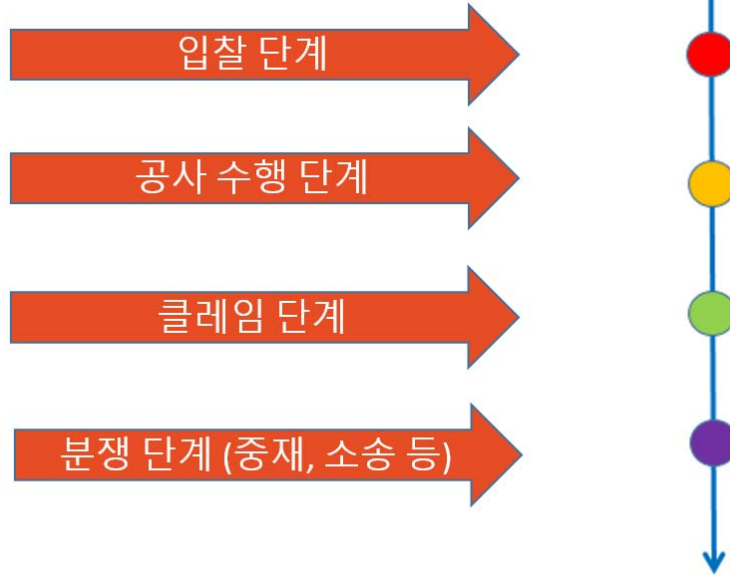 입찰 단계
공사 수행 단계
클레임 단계
분쟁 단계 (중재, 소송 등)